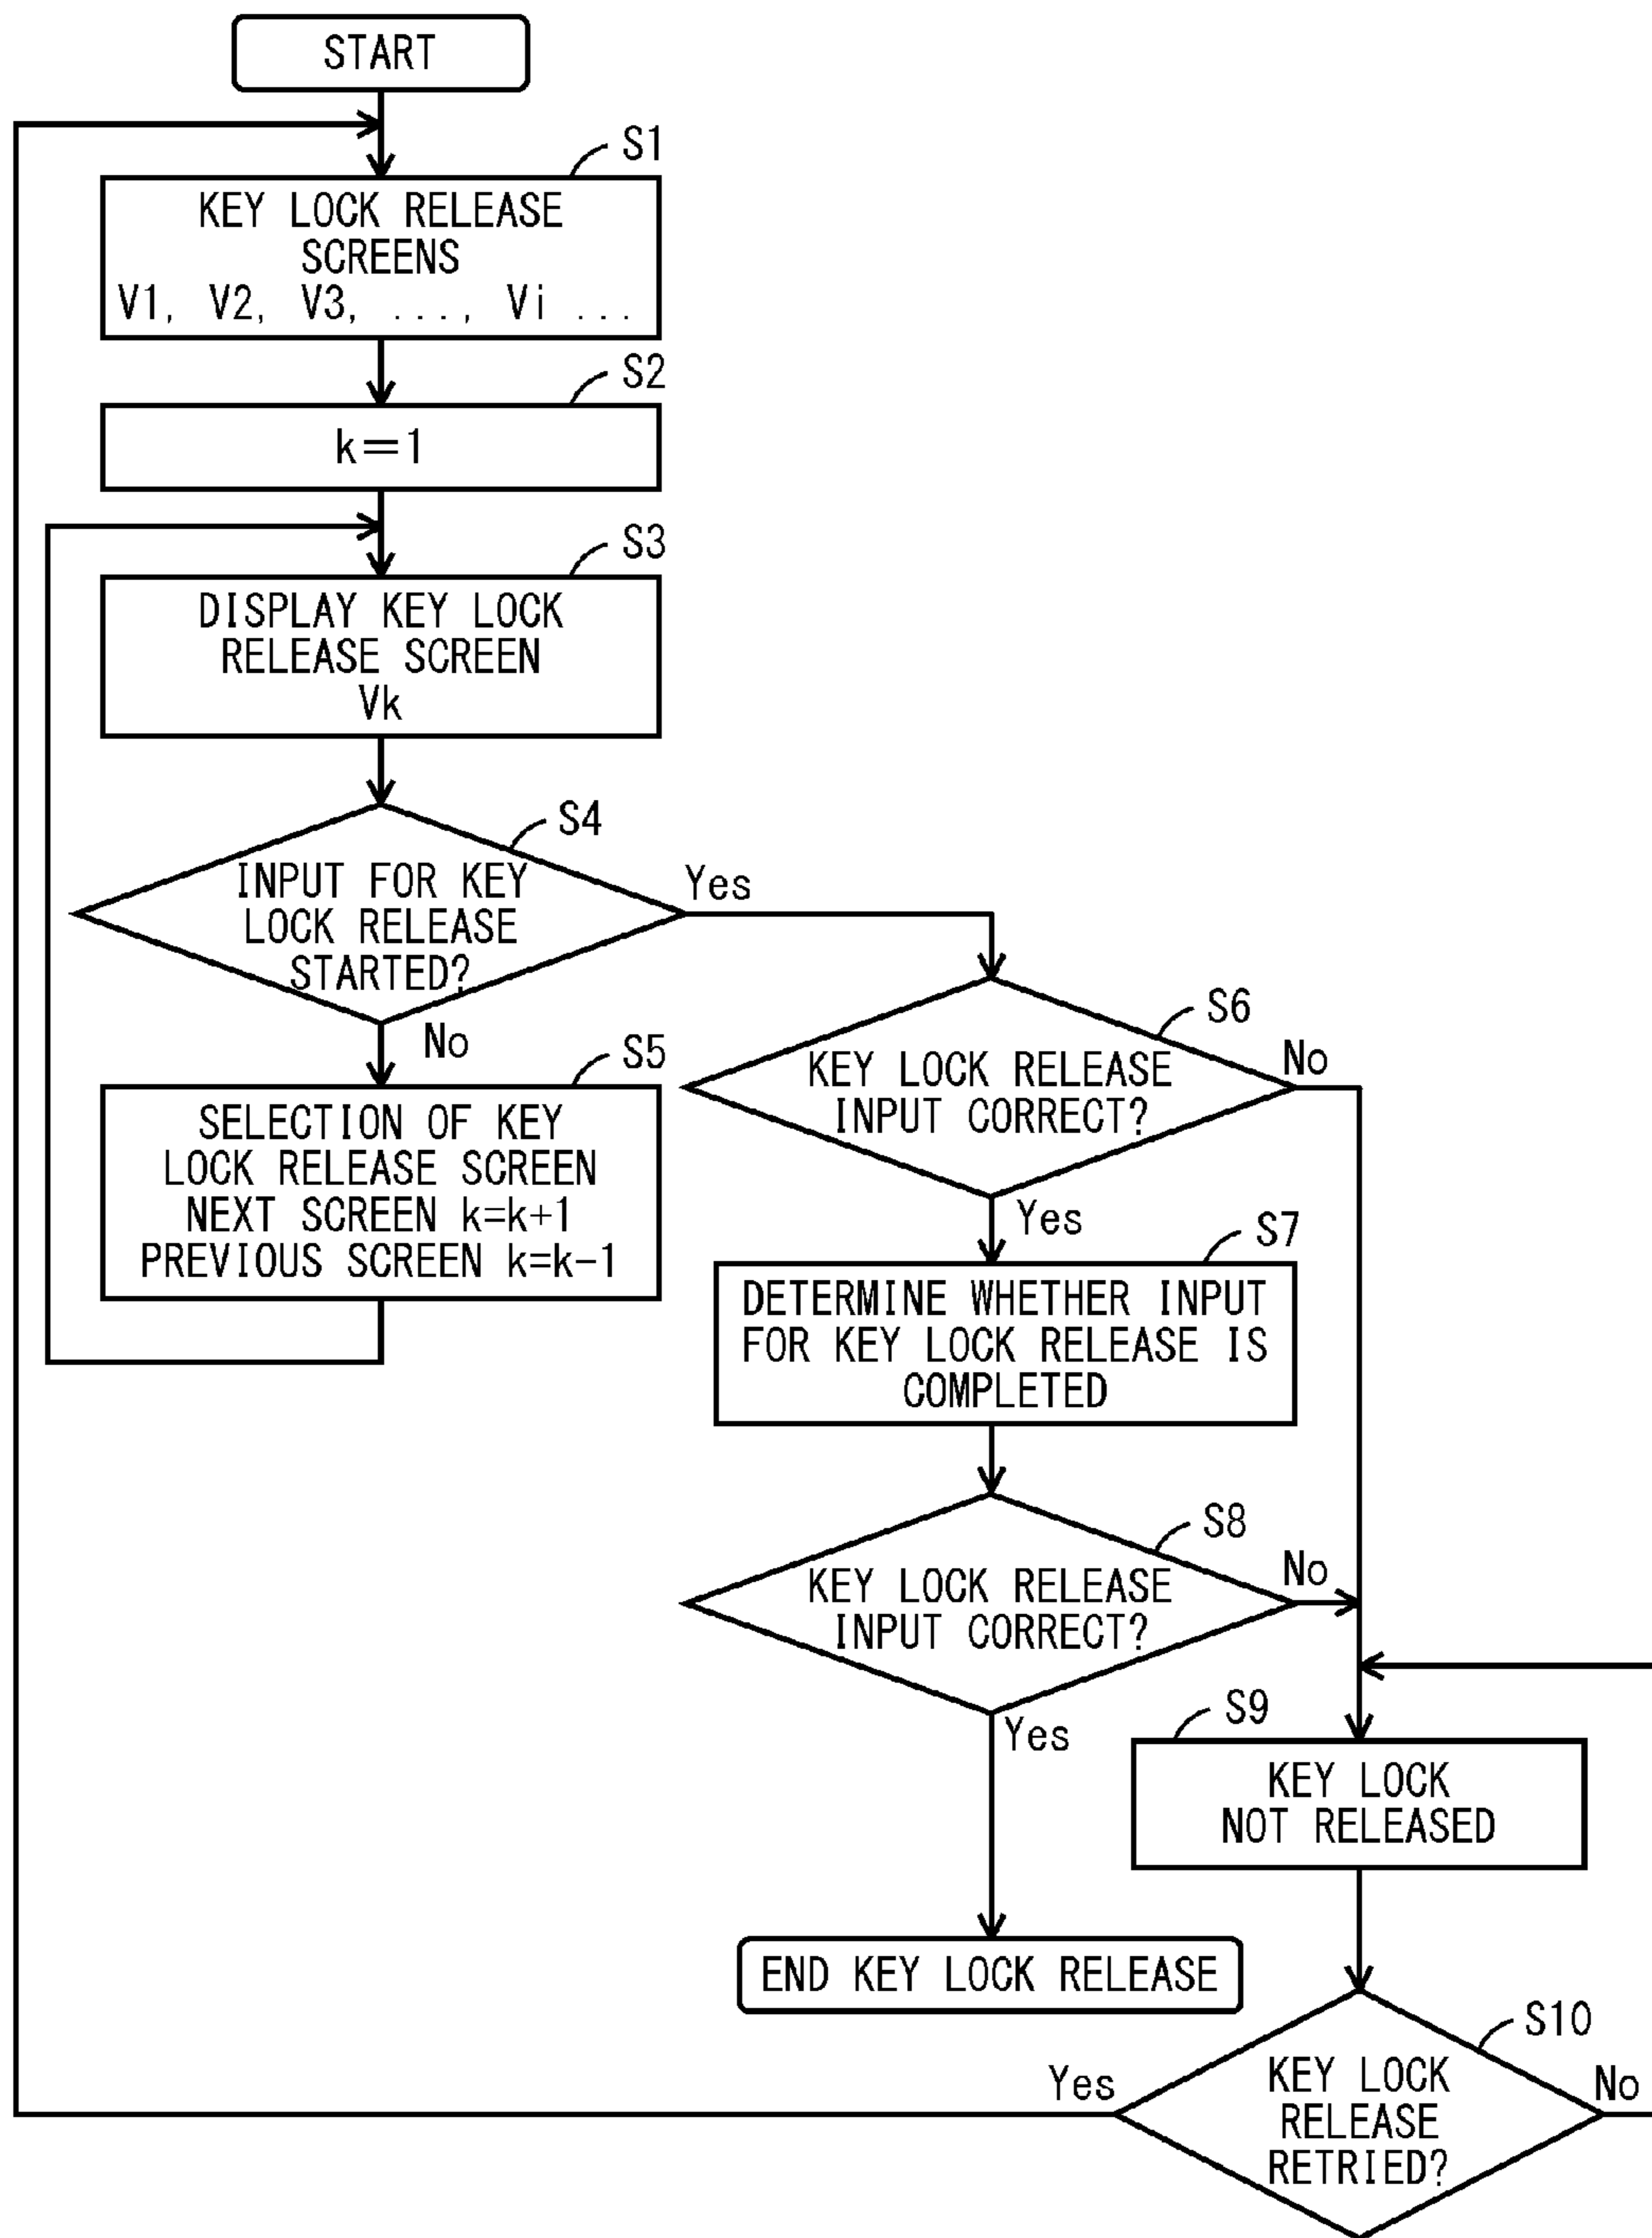 START
S1
KEY LOCK RELEASE
SCREENS
V1, V2, V3, ..., Vi ...
S2
k=1
S3
DISPLAY KEY LOCK
RELEASE SCREEN
Vk
S4
INPUT FOR KEY
LOCK RELEASE
STARTED?
Yes
No
S5
SELECTION OF KEY
LOCK RELEASE SCREEN
NEXT SCREEN k=k+1
PREVIOUS SCREEN k=k-1
S6
KEY LOCK RELEASE
INPUT CORRECT?
No
Yes
S7
DETERMINE WHETHER INPUT
FOR KEY LOCK RELEASE IS
COMPLETED
S8
KEY LOCK RELEASE
INPUT CORRECT?
No
Yes
S9
KEY LOCK
NOT RELEASED
END KEY LOCK RELEASE
S10
KEY LOCK
RELEASE
RETRIED?
Yes
No